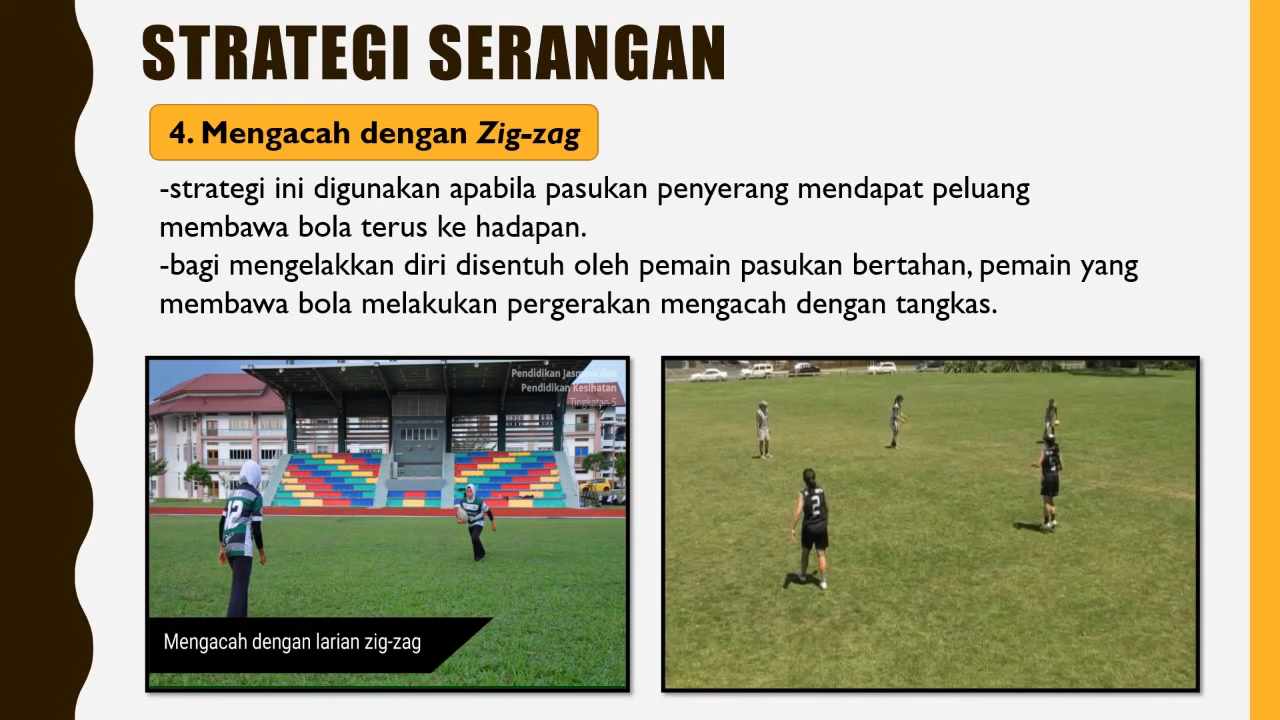 STRATEGI SERANGAN
4. Mengacah dengan Zig-zag
-strategi ini digunakan apabila pasukan penyerang mendapat peluang
membawa bola terus ke hadapan.
-bagi mengelakkan diri disentuh oleh pemain pasukan bertahan, pemain yang
membawa bola melakukan pergerakan mengacah dengan tangkas.
Pendidikan Jasmani dan
Pendidikan Kesihatan
Tingkatan 5
12
Mengacah dengan larian zig-zag
2